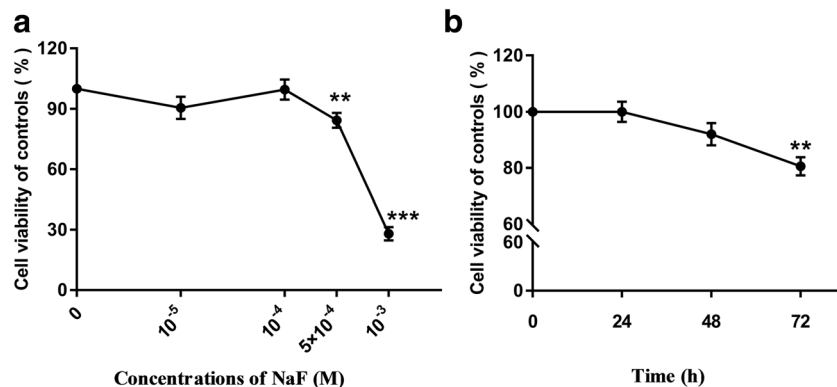 a
Cell viability of controls ( % )
120
90
60
30
0
**
***
0
10⁻⁵
10⁻⁴
5×10⁻⁴
10⁻³
Concentrations of NaF (M)
b
Cell viability of controls ( % )
120
100
80
60
60
0
**
0 24 48 72
Time (h)